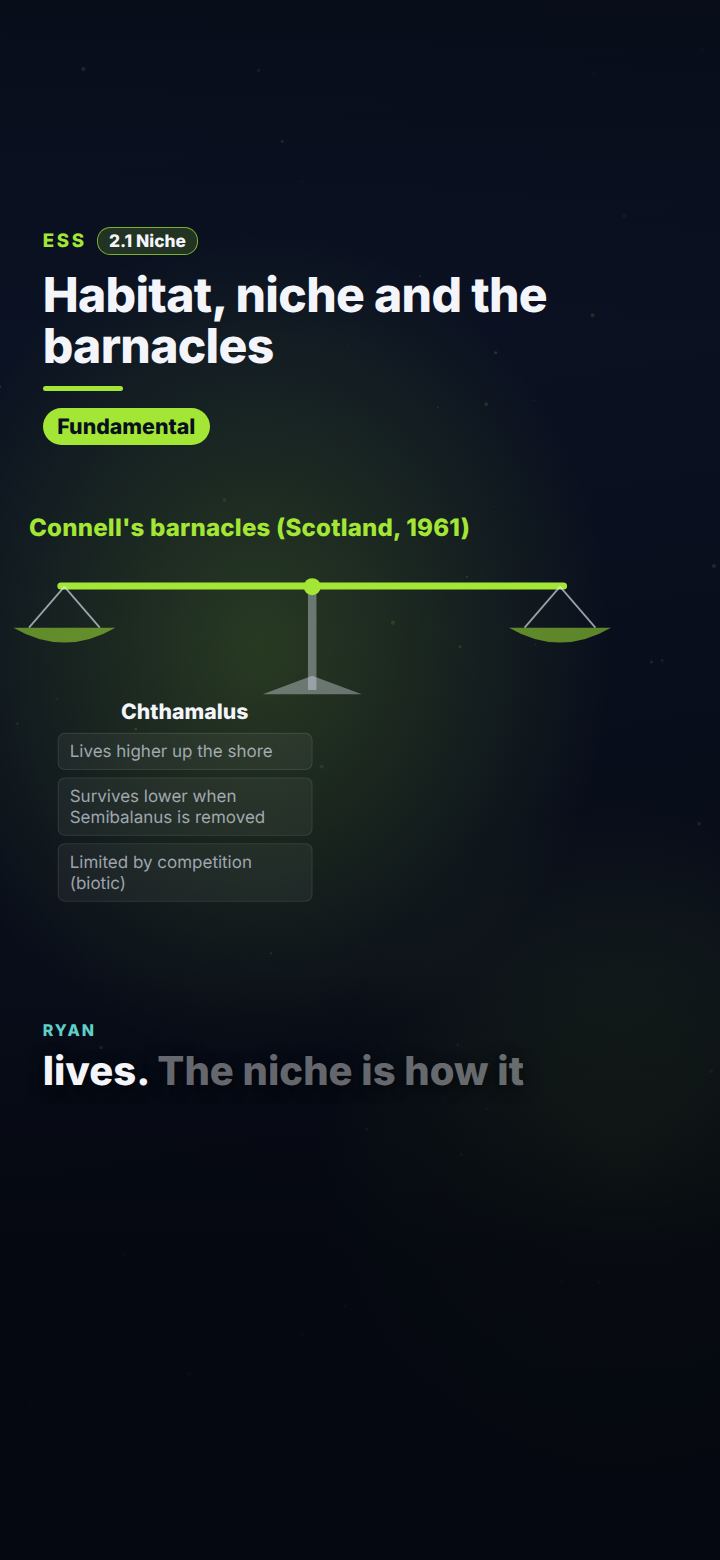 ESS 2.1 Niche
Habitat, niche and the
barnacles
Fundamental
Connell's barnacles (Scotland, 1961)
Chthamalus
Lives higher up the shore
Survives lower when
Semibalanus is removed
Limited by competition
(biotic)
RYAN
lives. The niche is how it